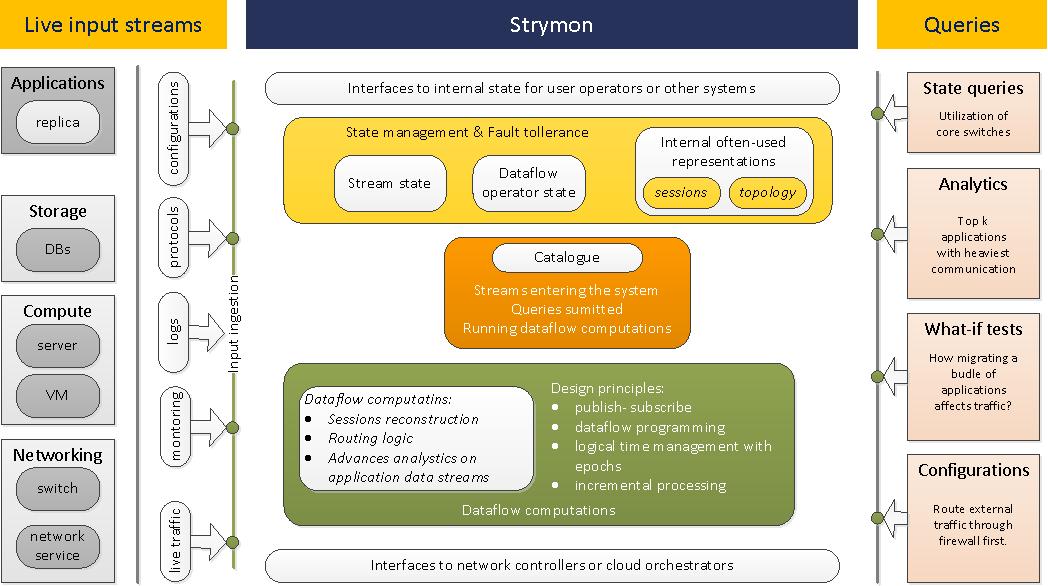 Live input streams
Strymon
Queries
Applications
replica
Storage
DBs
Compute
server
VM
Networking
switch
network
service
configurations
protocols
logs
montoring
live traffic
Input ingestion
Interfaces to internal state for user operators or other systems
State management & Fault tollerance
Stream state
Dataflow
operator state
Internal often-used
representations
sessions
topology
Catalogue
Streams entering the system
Queries sumitted
Running dataflow computations
Dataflow computatins:
● Sessions reconstruction
● Routing logic
● Advances analystics on
application data streams
Design principles:
● publish- subscribe
● dataflow programming
● logical time management with
epochs
● incremental processing
Dataflow computations
Interfaces to network controllers or cloud orchestrators
State queries
Utilization of
core switches
Analytics
Top k
applications
with heaviest
communication
What-if tests
How migrating a
budle of
applications
affects traffic?
Configurations
Route external
traffic through
firewall first.